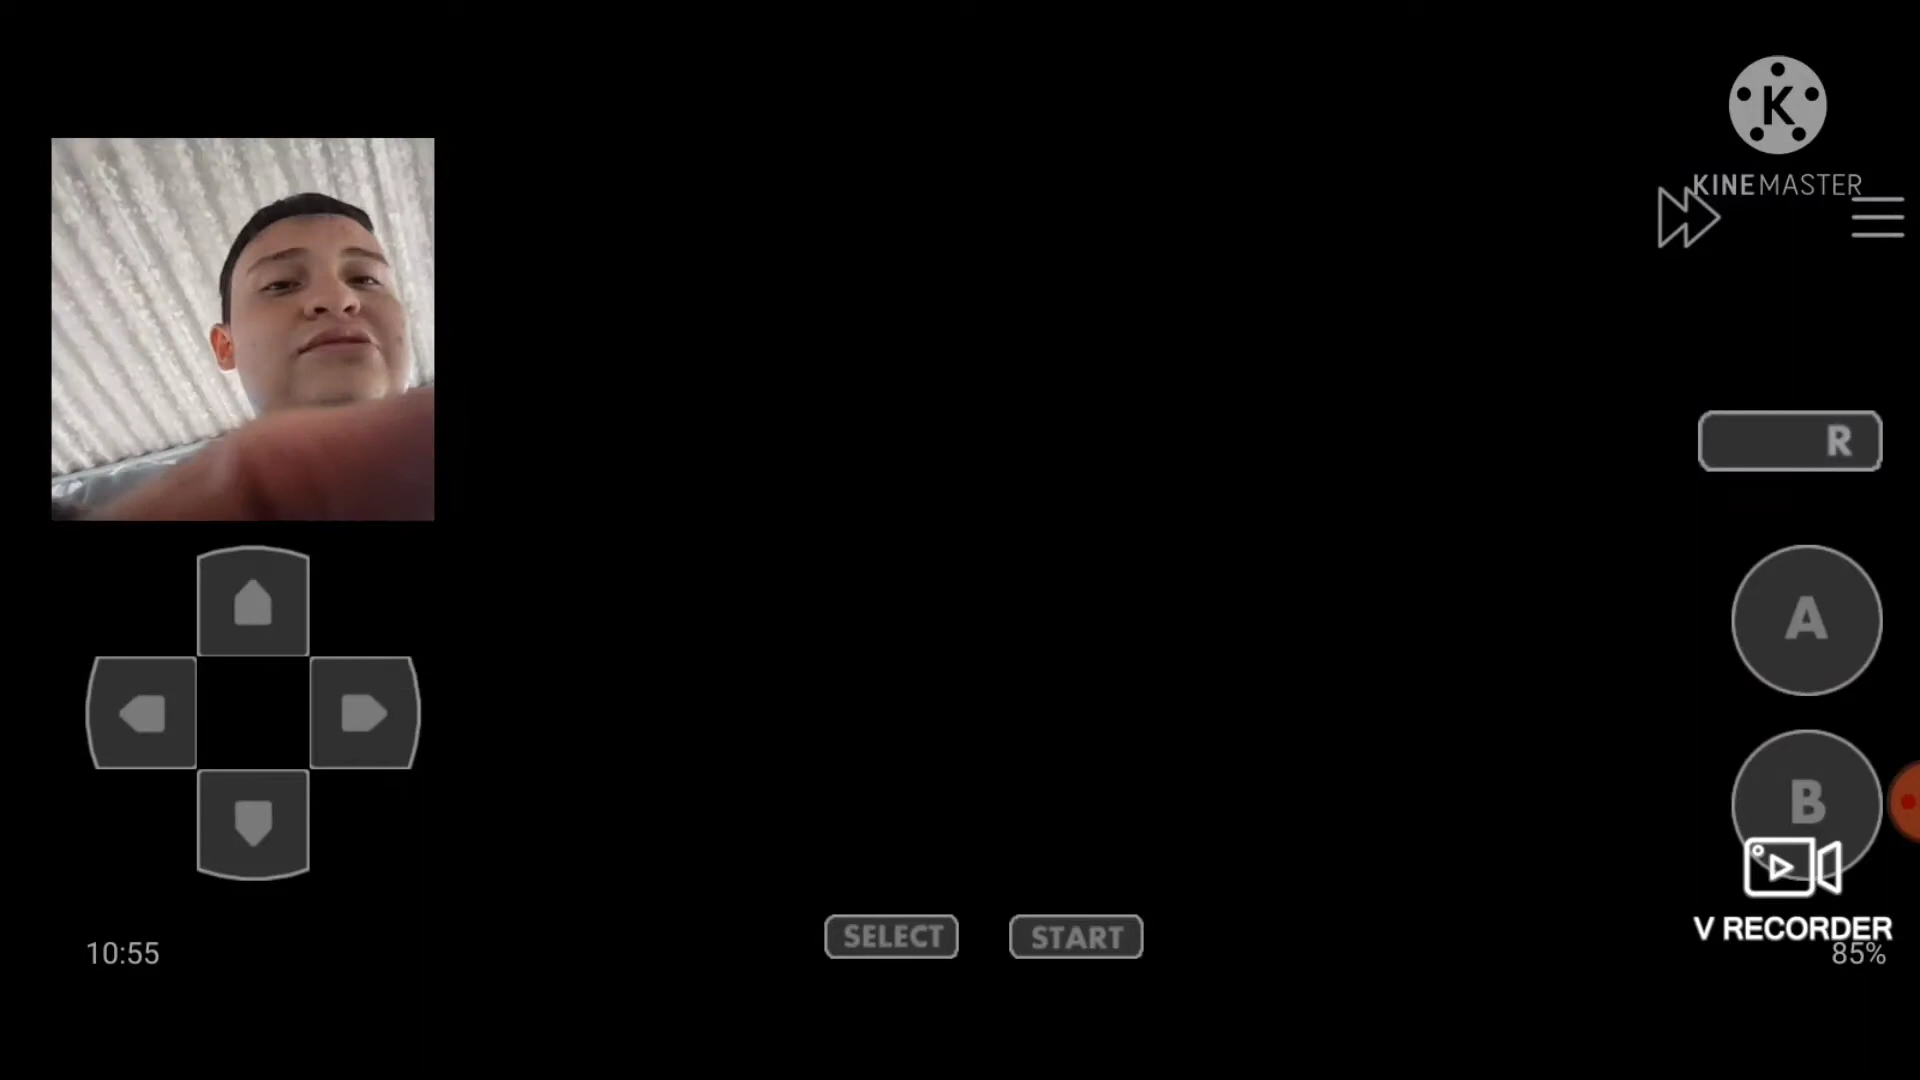 K
KINEMASTER
R
A
B
SELECT
START
V RECORDER
10:55
85%